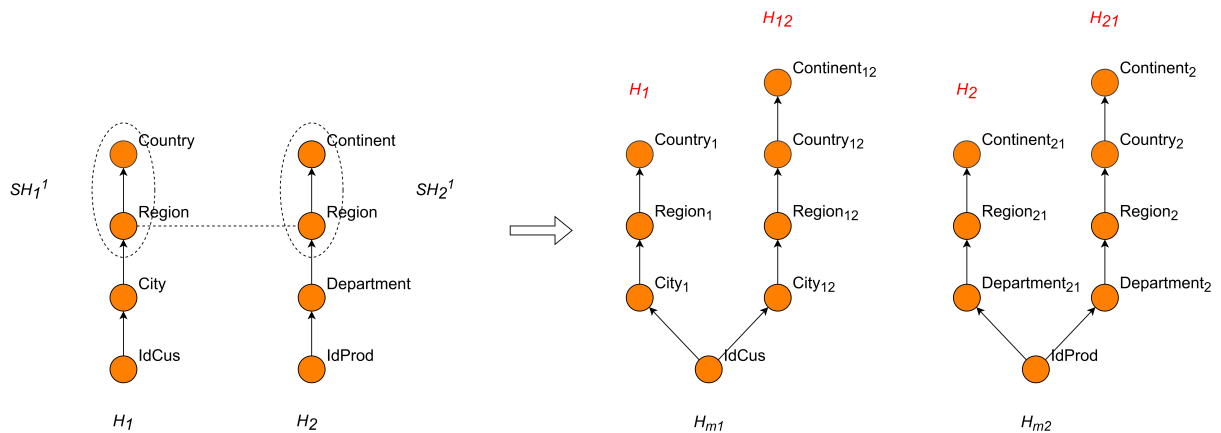 H12
H21
Continent12
Continent2
H1
H2
Country
Continent
Country1
Country12
Continent21
Country2
SH1^1
SH2^1
Region
Region
Region1
Region12
Region21
Region2
City
Department
City1
City12
Department21
Department2
IdCus
IdProd
IdCus
IdProd
H1
H2
Hm1
Hm2